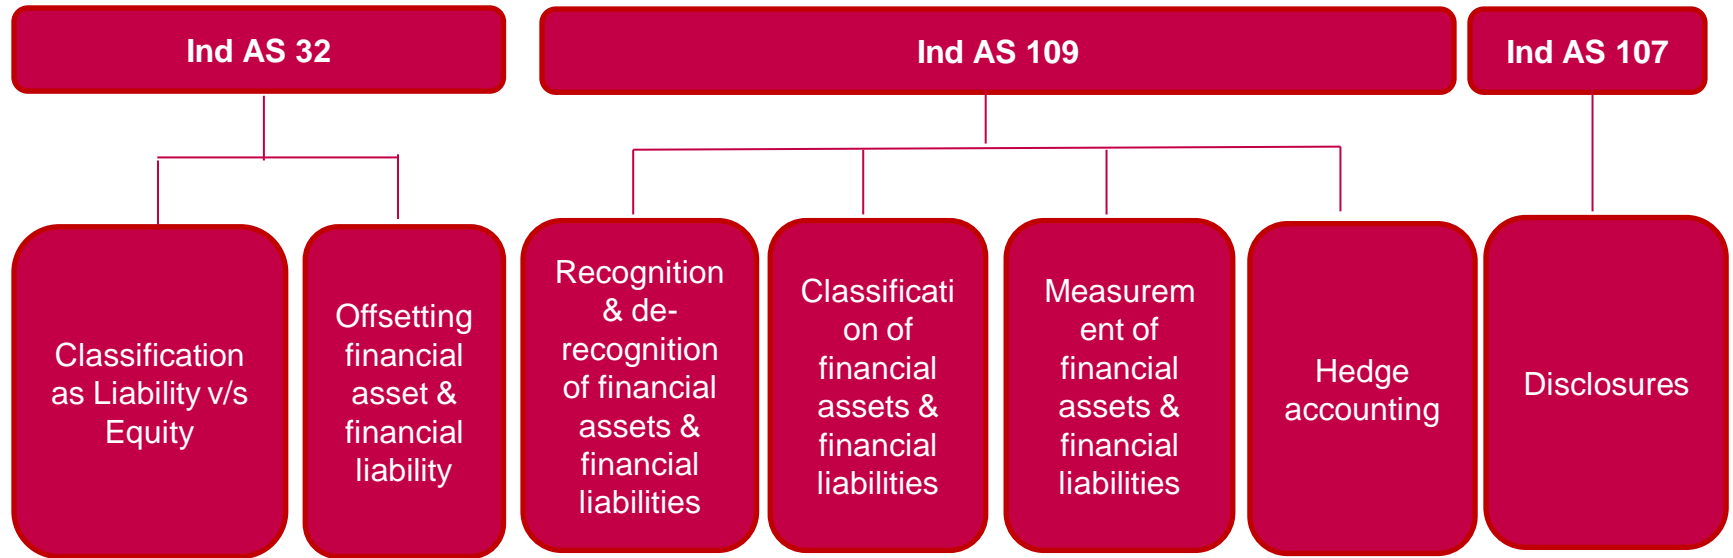 Ind AS 32
Ind AS 109
Ind AS 107
Classification
as Liability v/s
Equity
Offsetting
financial
asset &
financial
liability
Recognition
& de-
recognition
of financial
assets &
financial
liabilities
Classificati
on of
financial
assets &
financial
liabilities
Measurem
ent of
financial
assets &
financial
liabilities
Hedge
accounting
Disclosures